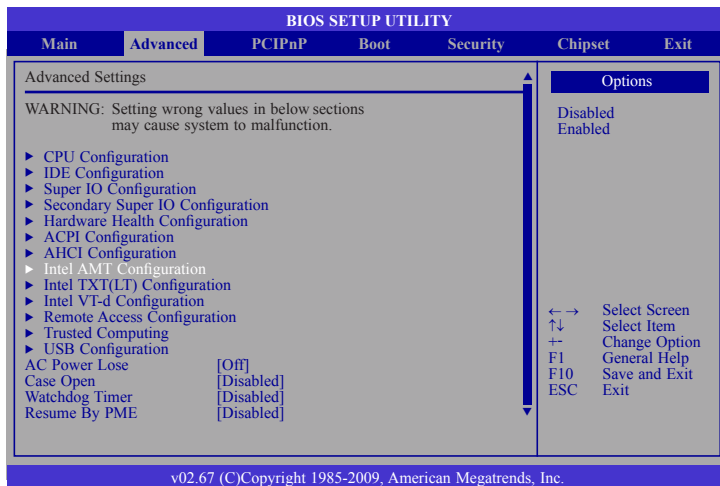 BIOS SETUP UTILITY
Main Advanced PCIPnP Boot Security Chipset Exit
Advanced Settings
WARNING: Setting wrong values in below sections
may cause system to malfunction.
► CPU Configuration
► IDE Configuration
► Super IO Configuration
► Secondary Super IO Configuration
► Hardware Health Configuration
► ACPI Configuration
► AHCI Configuration
► Intel AMT Configuration
► Intel TXT(LT) Configuration
► Intel VT-d Configuration
► Remote Access Configuration
► Trusted Computing
► USB Configuration
AC Power Lose [Off]
Case Open [Disabled]
Watchdog Timer [Disabled]
Resume By PME [Disabled]
Options
Disabled
Enabled
←→ Select Screen
↑↓ Select Item
+- Change Option
F1 General Help
F10 Save and Exit
ESC Exit
v02.67 (C)Copyright 1985-2009, American Megatrends, Inc.